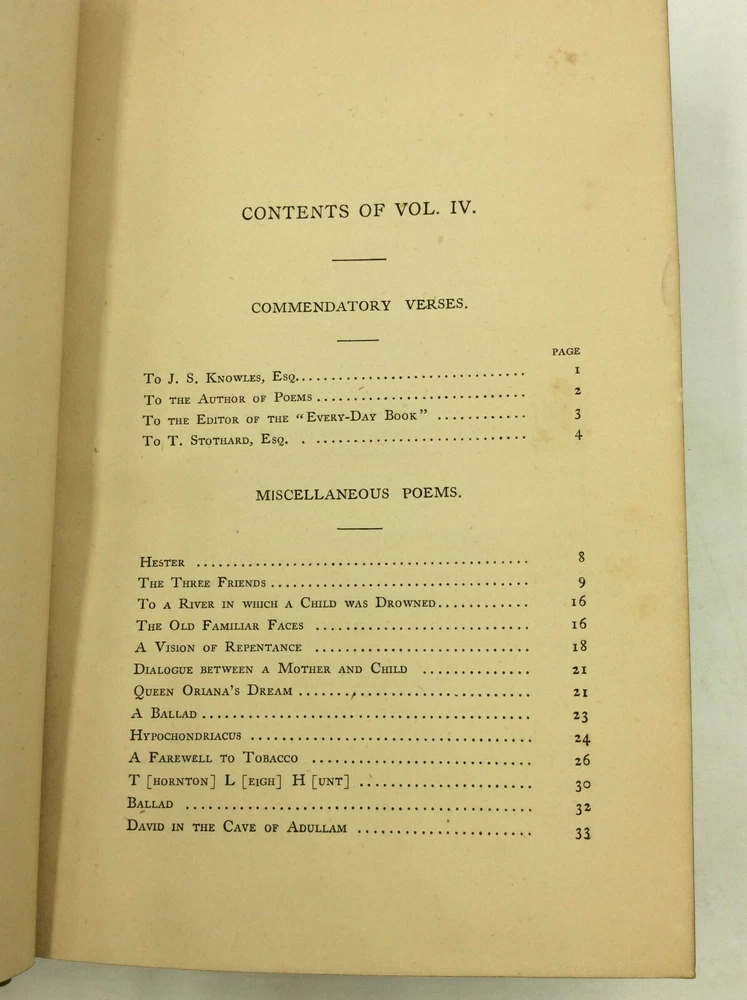 CONTENTS OF VOL. IV.
COMMENDATORY VERSES.
PAGE
To J. S. Knowles, Esq. .............................. 1
To the Author of Poems ............................ 2
To the Editor of the "Every-Day Book" ............ 3
To T. Stothard, Esq. . ............................ 4
MISCELLANEOUS POEMS.
Hester ............................................ 8
The Three Friends ................................... 9
To a River in which a Child was Drowned ............ 16
The Old Familiar Faces ............................. 16
A Vision of Repentance ............................. 18
Dialogue between a Mother and Child ............. 21
Queen Oriana's Dream ............................... 21
A Ballad ............................................ 23
Hypochondriacus ...................................... 24
A Farewell to Tobacco .............................. 26
T [hornton] L [eigh] H [unt] ........................ 30
Ballad .............................................. 32
David in the Cave of Adullam ........................ 33